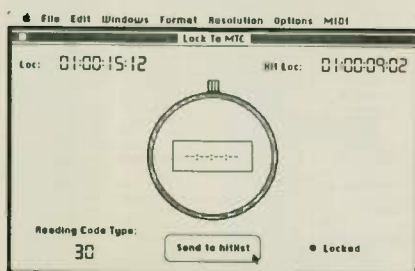 File Edit Windows Format Resolution Options MIDI
Lock To MTC
Loc: 01:00:15:12
Hit Loc: 01:00:09:02
--:--:--:--
Reading Code Type:
30
Send to hitlist
Locked